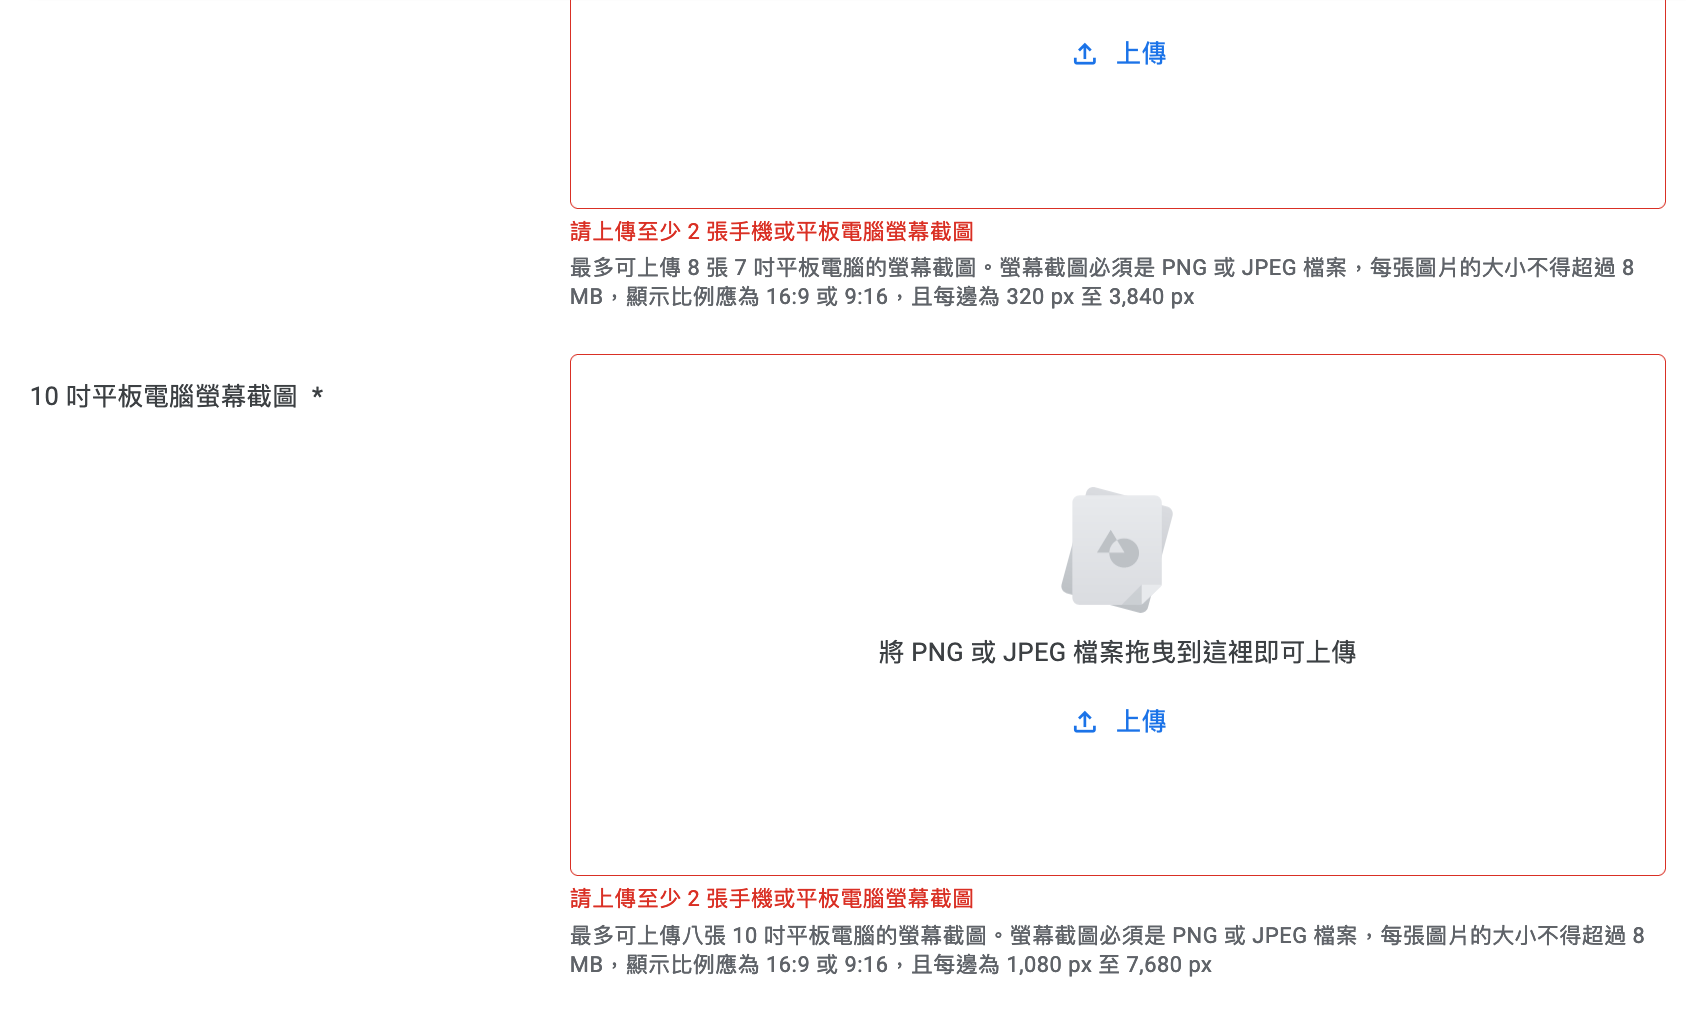 上傳
請上傳至少 2 張手機或平板電腦螢幕截圖
最多可上傳 8 張 7 吋平板電腦的螢幕截圖。螢幕截圖必須是 PNG 或 JPEG 檔案，每張圖片的大小不得超過 8
MB，顯示比例應為 16:9 或 9:16，且每邊為 320 px 至 3,840 px
10 吋平板電腦螢幕截圖 *
將 PNG 或 JPEG 檔案拖曳到這裡即可上傳
上傳
請上傳至少 2 張手機或平板電腦螢幕截圖
最多可上傳八張 10 吋平板電腦的螢幕截圖。螢幕截圖必須是 PNG 或 JPEG 檔案，每張圖片的大小不得超過 8
MB，顯示比例應為 16:9 或 9:16，且每邊為 1,080 px 至 7,680 px